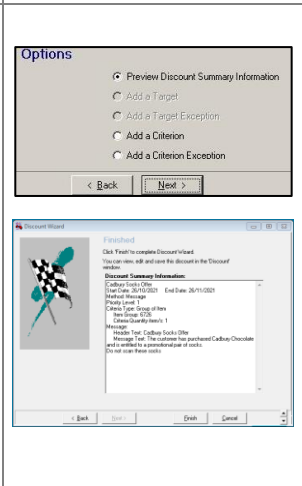 Options
Preview Discount Summary Information
Add a Target
Add a Target Exception
Add a Criterion
Add a Criterion Exception
< Back
Next >
Discount Wizard
Finished
Click 'Finish' to complete Discount Wizard.
You can view, edit and save this discount in the 'Discount'
window.
Discount Summary Information:
Cadbury Socks Offer
Start Date: 26/10/2021 End Date: 26/11/2021
Method: Message
Priority Level: 1
Criteria Type: Group of Item
Item Group: 6726
Criteria Quantity: Item/s 1
Message:
Header Text: Cadbury Socks Offer
Message Text: The customer has purchased Cadbury Chocolate
and is entitled to a promotional pair of socks.
Do not scan these socks
< Back
Next >
Finish
Cancel